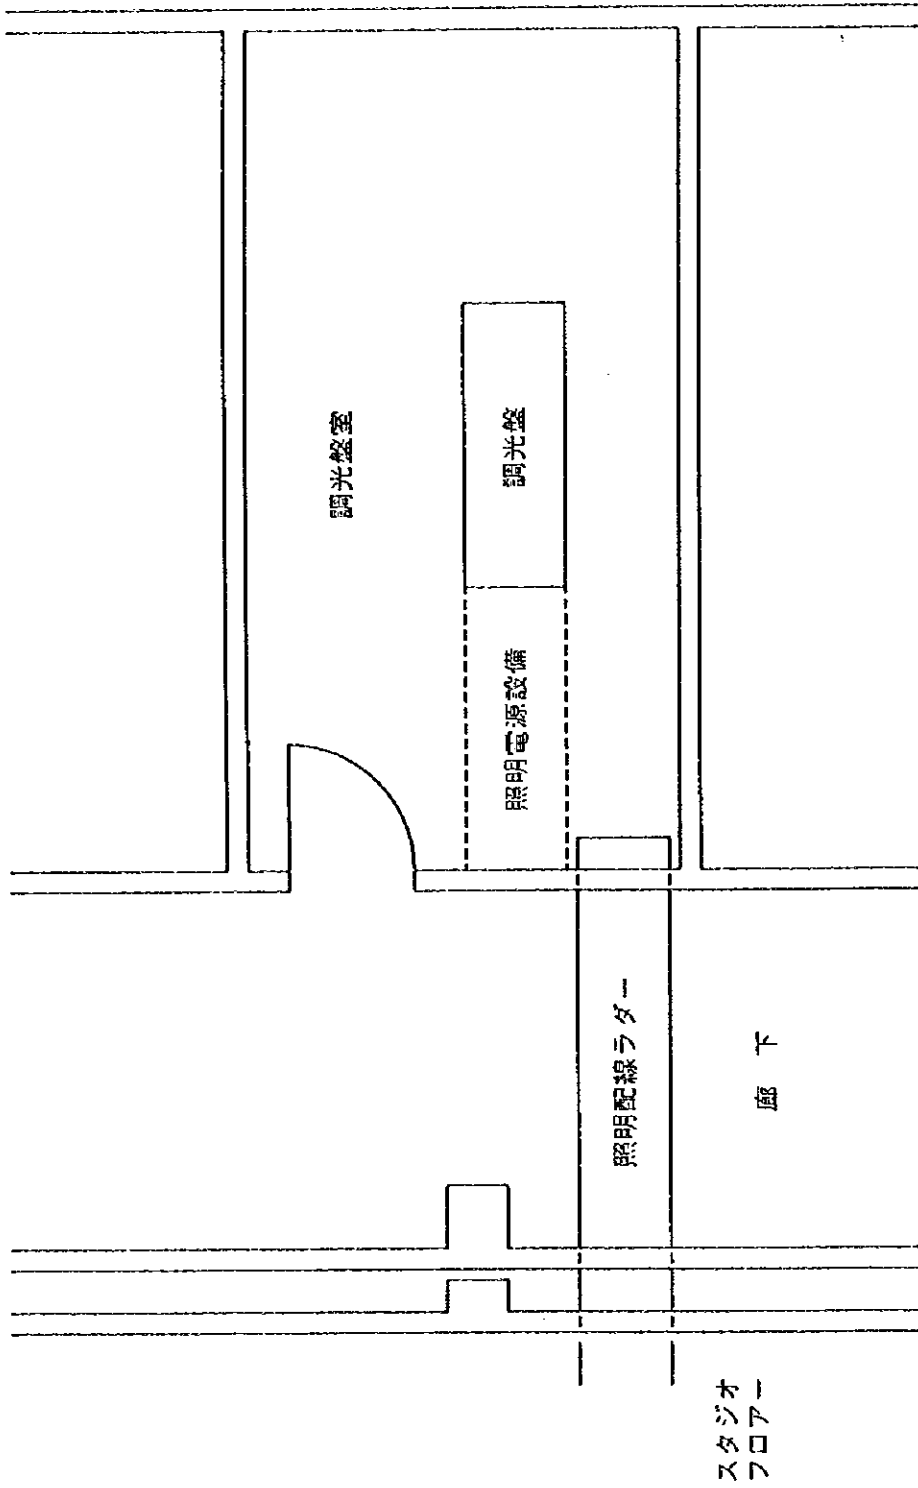 調光盤室
調光盤
照明電源設備
照明配線ラダー
廊 下
スタジオ
フロアー